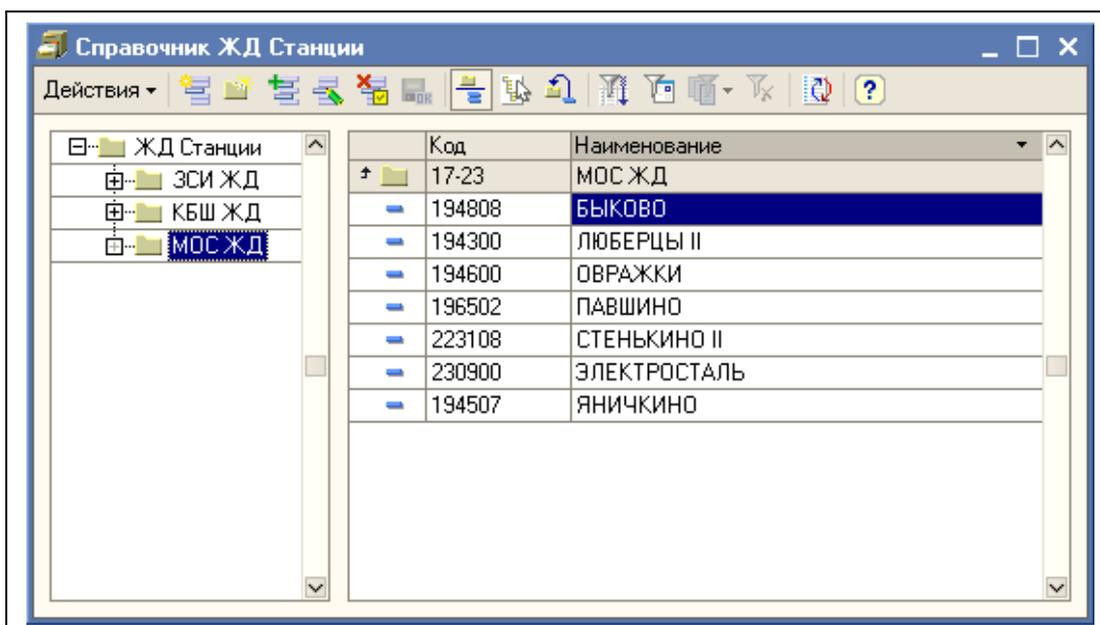 Справочник ЖД Станции
Действия
ЖД Станции
ЗСИ ЖД
КБШ ЖД
МОС ЖД
Код Наименование
17-23 МОС ЖД
194808 БЫКОВО
194300 ЛЮБЕРЦЫ II
194600 ОВРАЖКИ
196502 ПАВШИНО
223108 СТЕНЬКИНО II
230900 ЭЛЕКТРОСТАЛЬ
194507 ЯНИЧКИНО